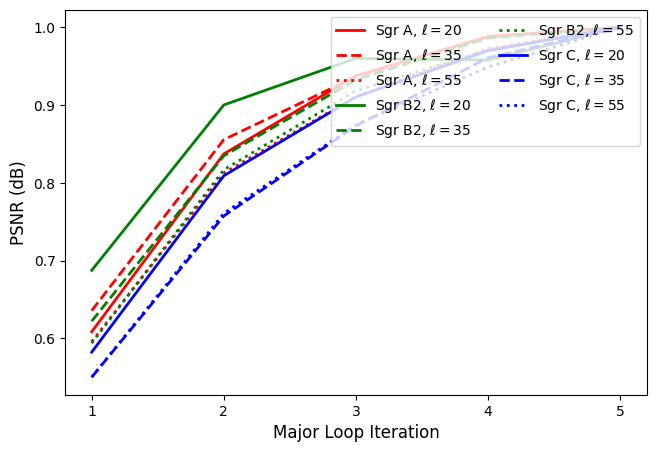 Sgr A, ℓ = 20
Sgr A, ℓ = 35
Sgr A, ℓ = 55
Sgr B2, ℓ = 20
Sgr B2, ℓ = 35
Sgr B2, ℓ = 55
Sgr C, ℓ = 20
Sgr C, ℓ = 35
Sgr C, ℓ = 55
PSNR (dB)
1.0
0.9
0.8
0.7
0.6
1 2 3 4 5
Major Loop Iteration